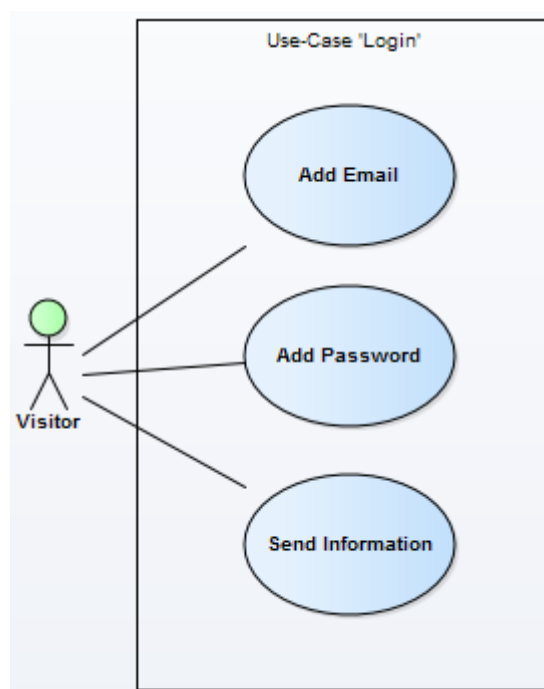 Use-Case 'Login'
Add Email
Add Password
Visitor
Send Information